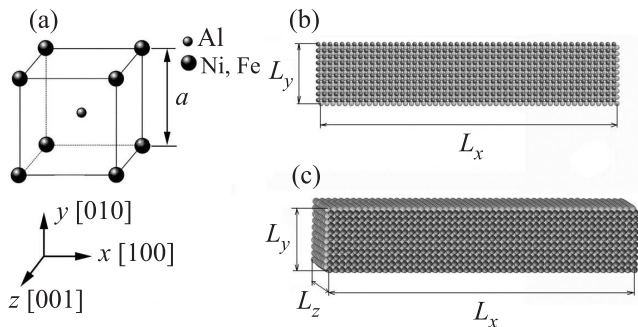 (a)
Al
Ni, Fe
a
y [010]
x [100]
z [001]
(b)
L_y
L_x
(c)
L_y
L_z
L_x